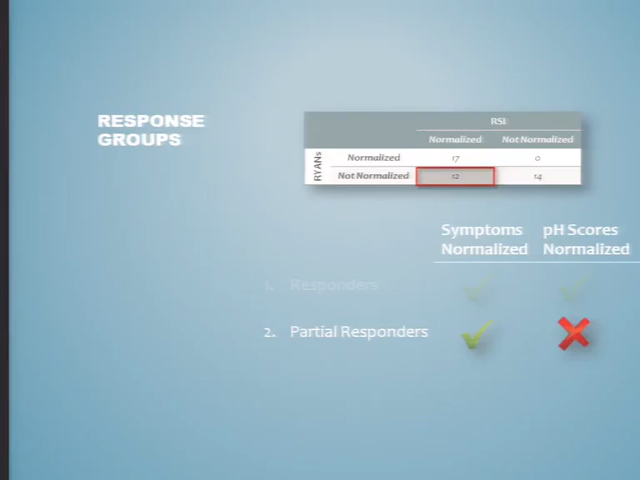 RESPONSE
GROUPS
RSI
Normalized Not Normalized
RYANs
Normalized 17 0
Not Normalized 12 14
Symptoms pH Scores
Normalized Normalized
1. Responders
2. Partial Responders